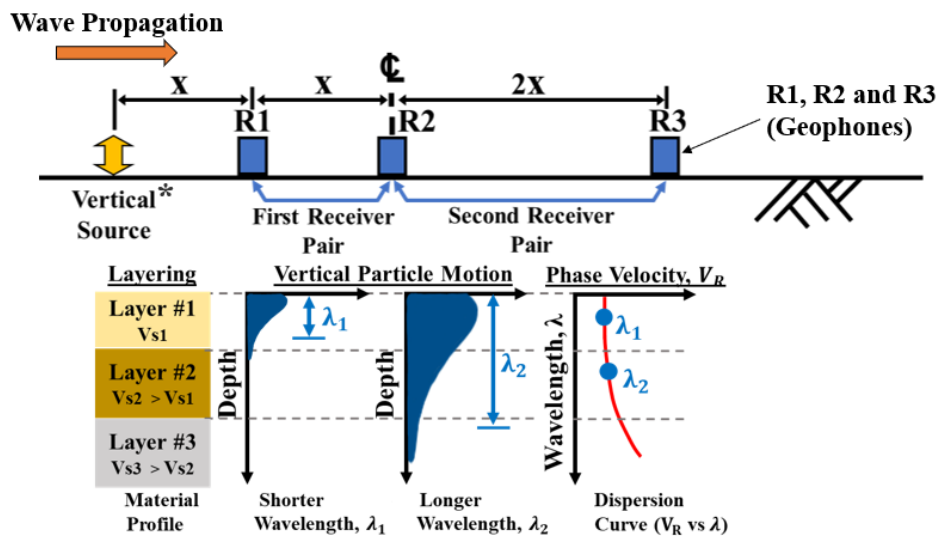 Wave Propagation
℄
X
X
2X
R1
R2
R3
R1, R2 and R3
(Geophones)
Vertical*
Source
First Receiver
Pair
Second Receiver
Pair
Layering
Vertical Particle Motion
Phase Velocity, V_R
Layer #1
Vs1
Layer #2
Vs2 > Vs1
Layer #3
Vs3 > Vs2
Depth
λ₁
Depth
λ₂
Wavelength, λ
λ₁
λ₂
Material
Profile
Shorter
Wavelength, λ₁
Longer
Wavelength, λ₂
Dispersion
Curve (V_R vs λ)